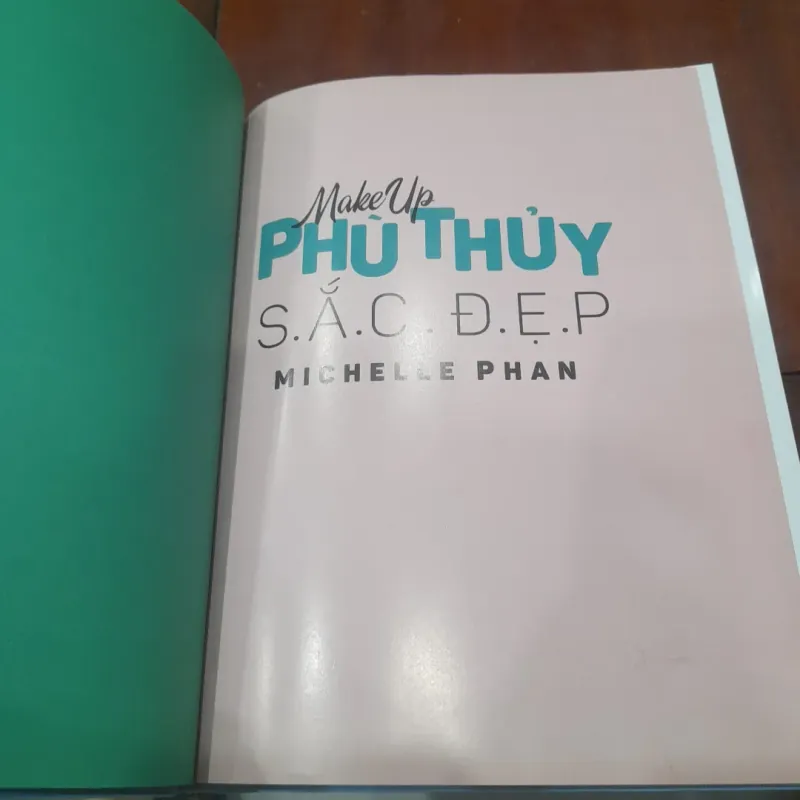 Make Up
PHÙ THỦY
S.Ắ.C . Đ.Ẹ.P
MICHELLE PHAN